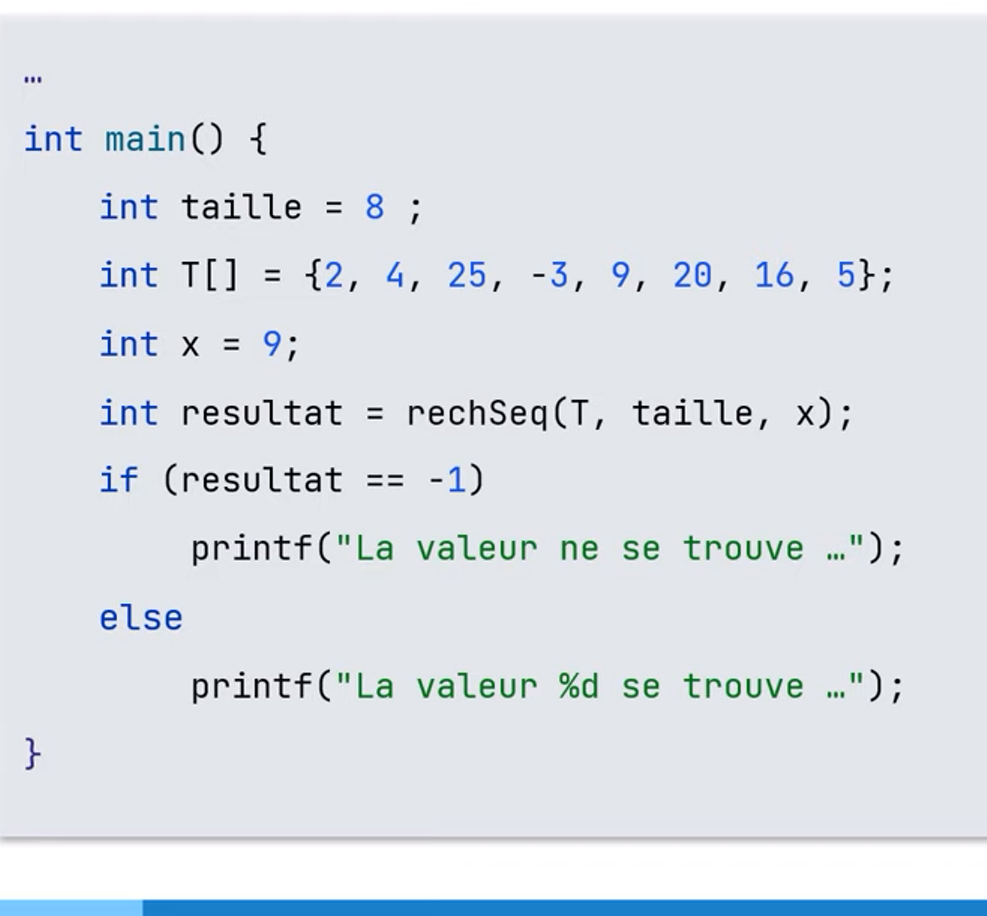 …
int main() {
int taille = 8 ;
int T[] = {2, 4, 25, -3, 9, 20, 16, 5};
int x = 9;
int resultat = rechSeq(T, taille, x);
if (resultat == -1)
printf("La valeur ne se trouve …");
else
printf("La valeur %d se trouve …");
}